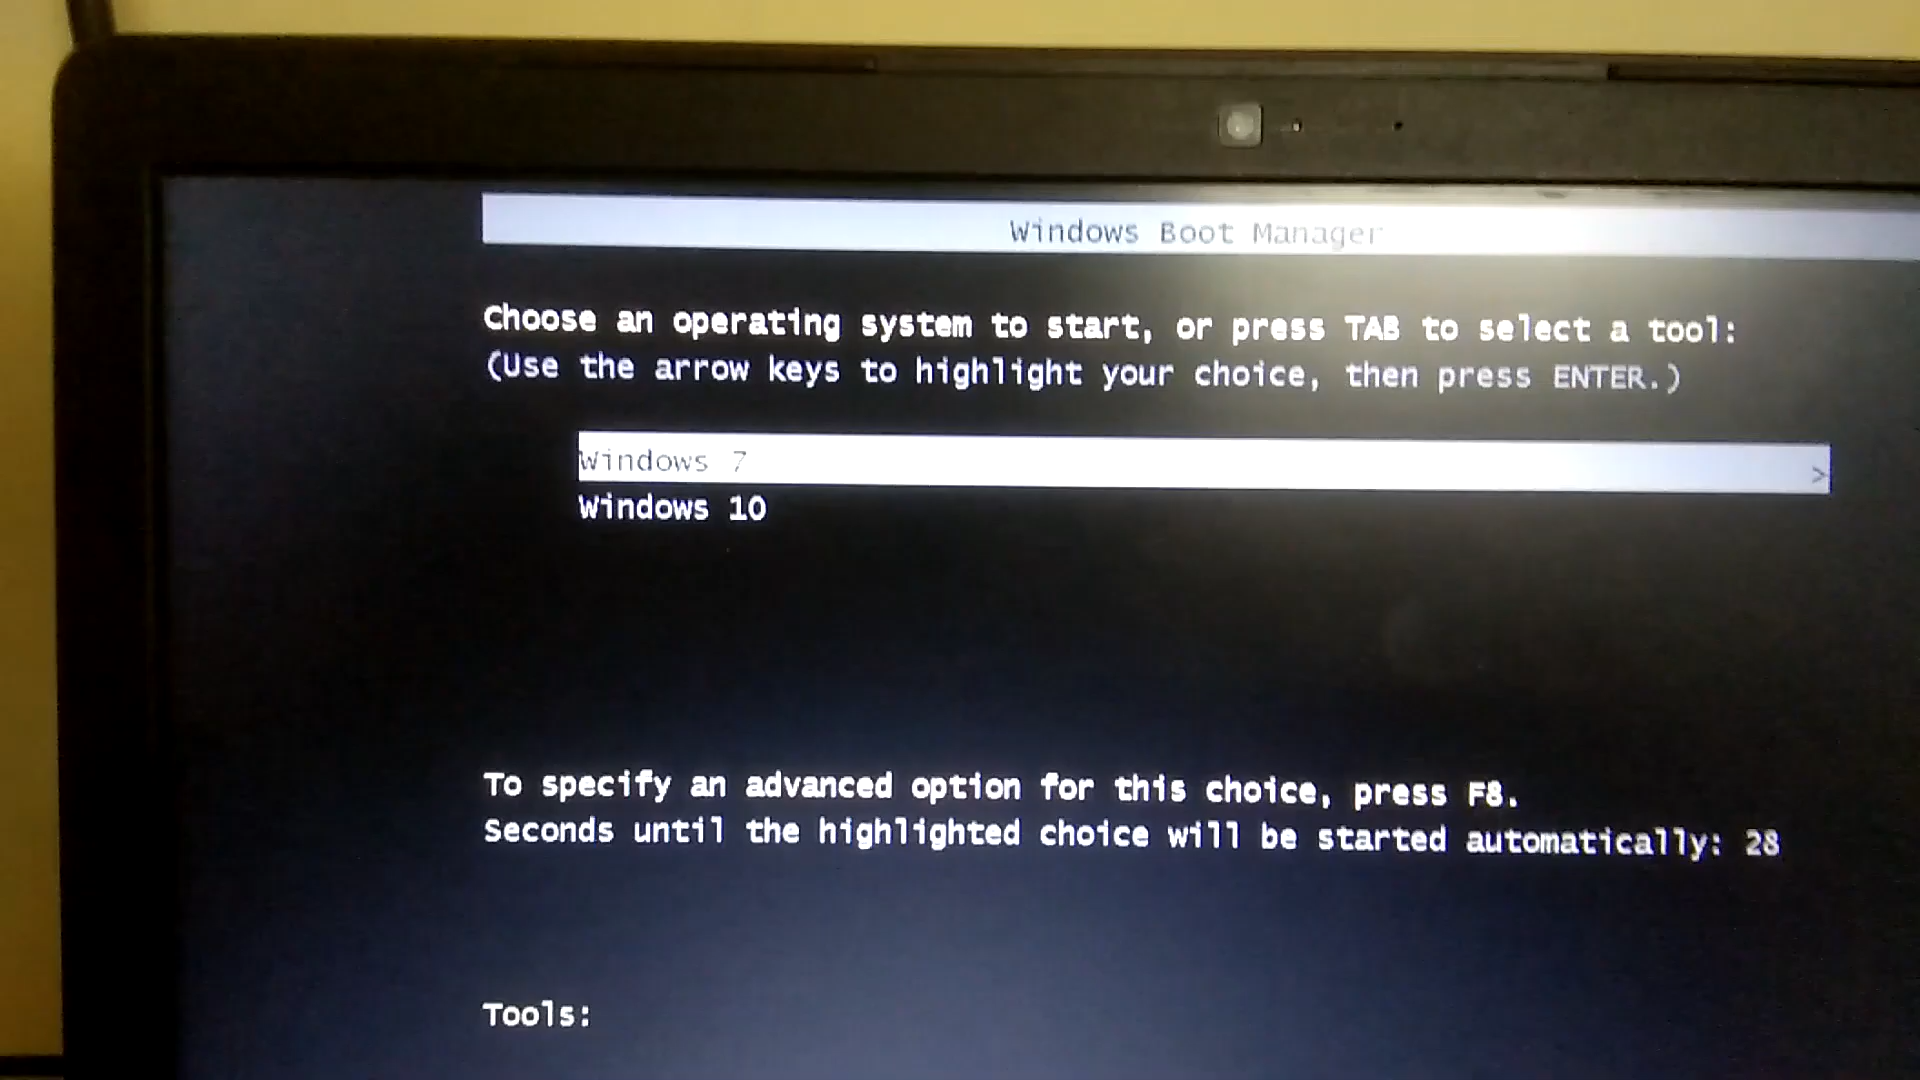 Windows Boot Manager
Choose an operating system to start, or press TAB to select a tool:
(Use the arrow keys to highlight your choice, then press ENTER.)
Windows 7 >
Windows 10
To specify an advanced option for this choice, press F8.
Seconds until the highlighted choice will be started automatically: 28
Tools: